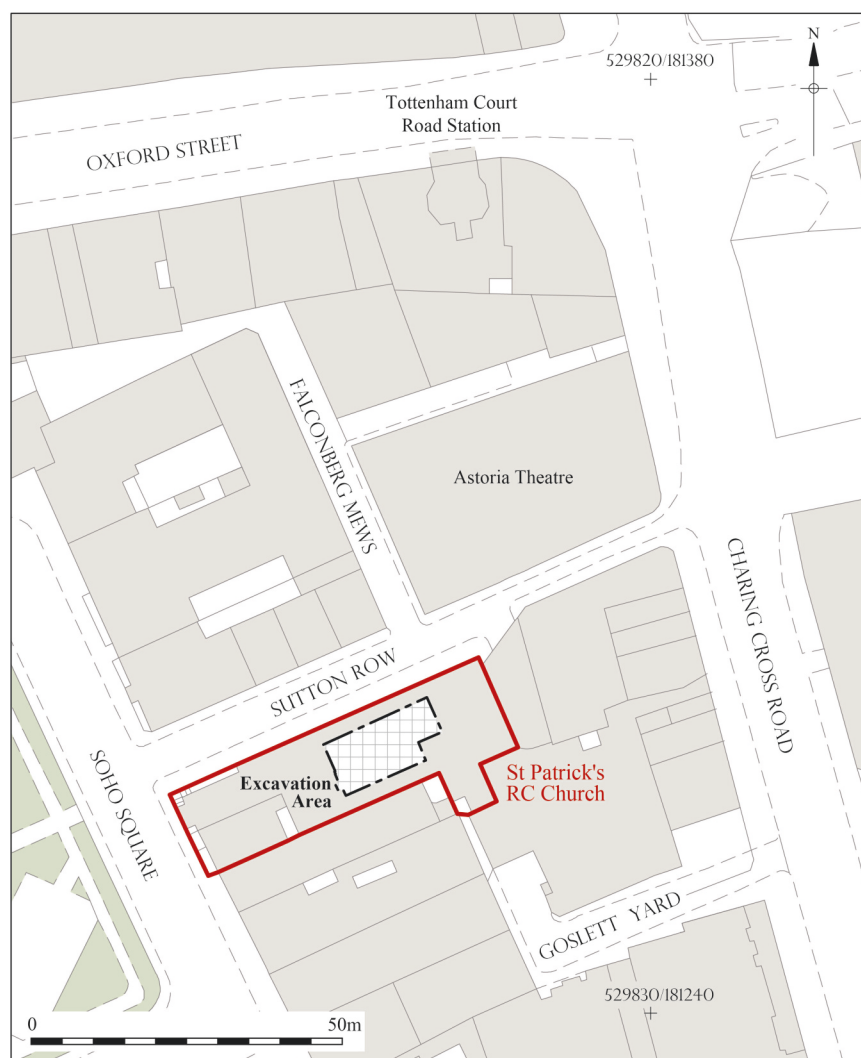 529820/181380
N
Tottenham Court
Road Station
OXFORD STREET
FALCONBERG MEWS
Astoria Theatre
CHARING CROSS ROAD
SUTTON ROW
SOHO SQUARE
Excavation
Area
St Patrick's
RC Church
GOSLETT YARD
529830/181240
0 50m